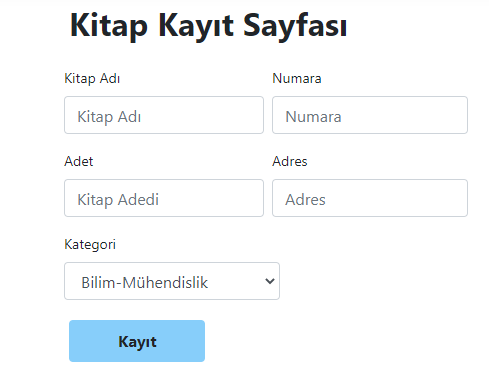 Kitap Kayıt Sayfası
Kitap Adı Numara
Kitap Adı Numara
Adet Adres
Kitap Adedi Adres
Kategori
Bilim-Mühendislik
Kayıt